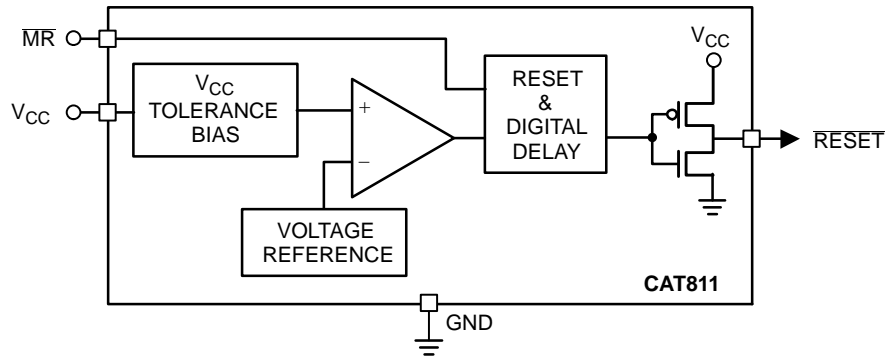 MR
VCC
VCC
TOLERANCE
BIAS
+
−
VOLTAGE
REFERENCE
RESET
&
DIGITAL
DELAY
VCC
RESET
CAT811
GND